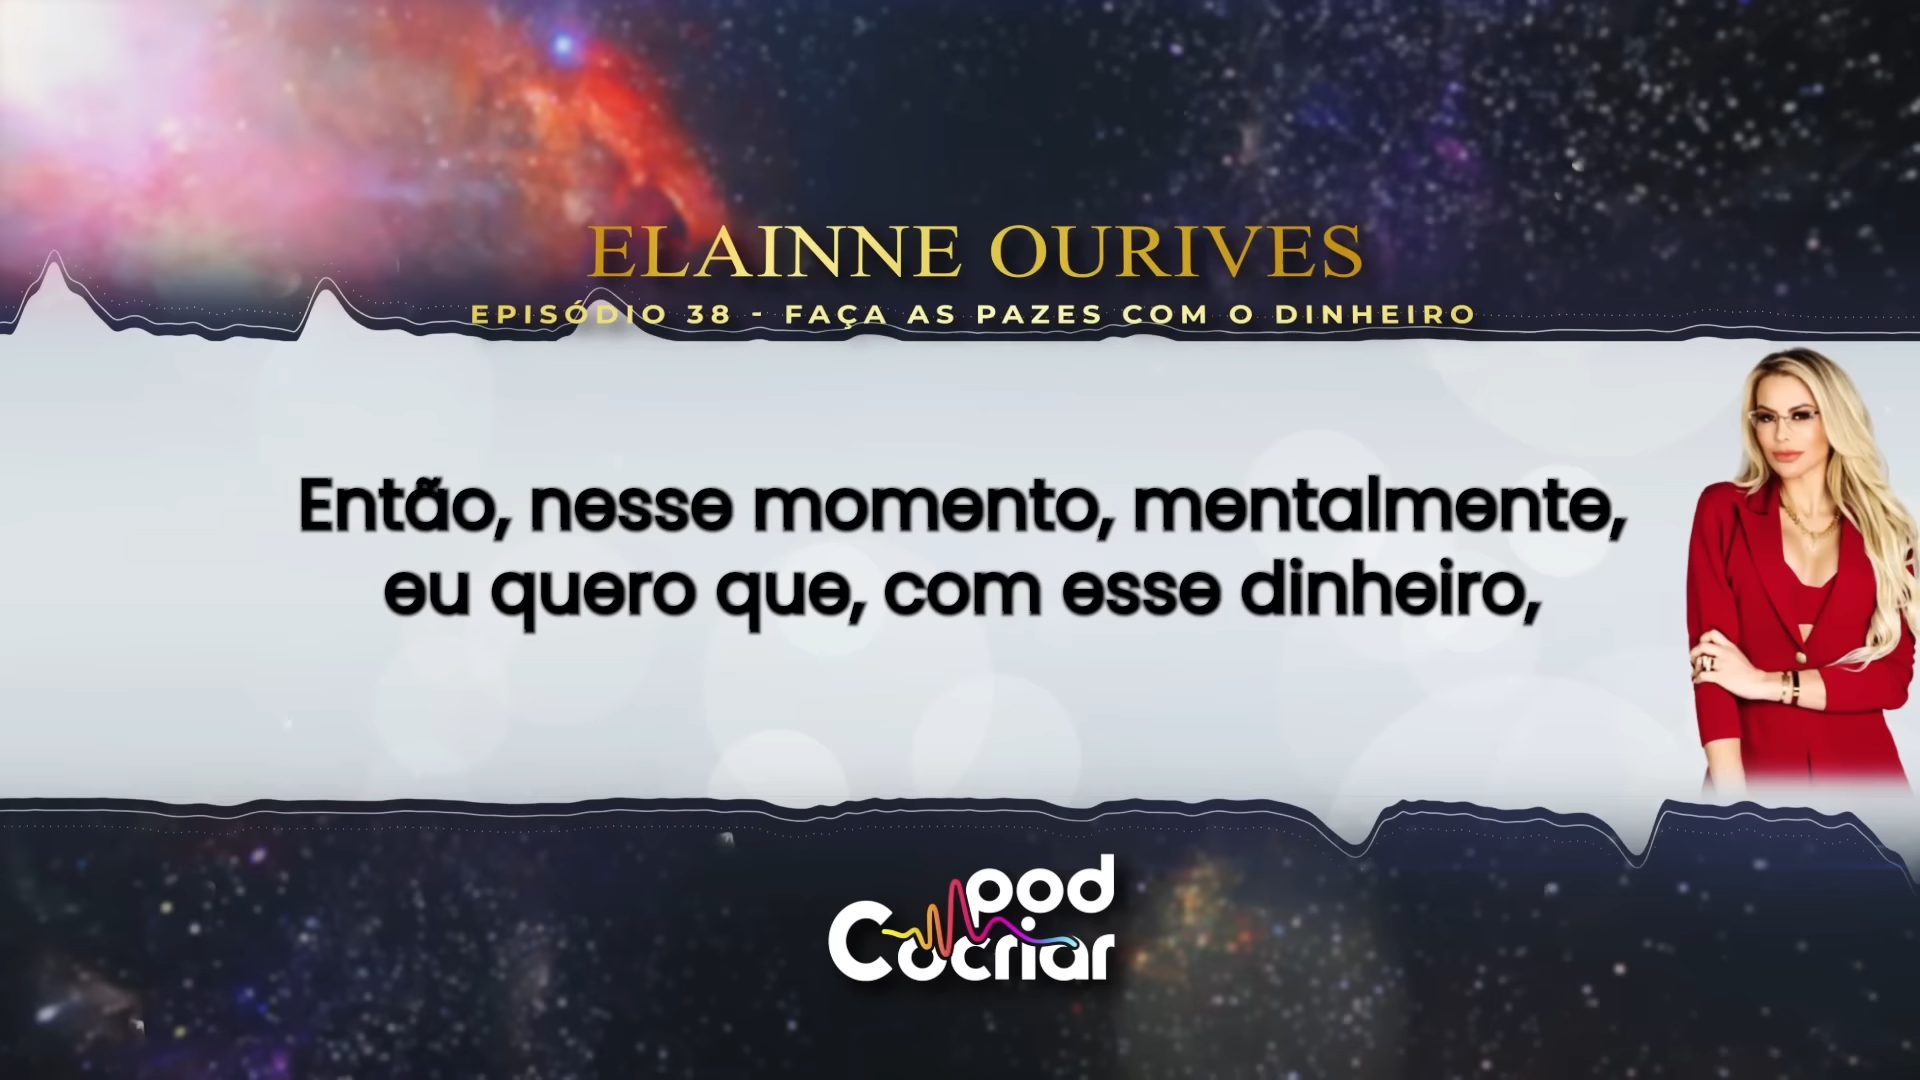 ELAINNE OURIVES
EPISÓDIO 38 - FAÇA AS PAZES COM O DINHEIRO
Então, nesse momento, mentalmente,
eu quero que, com esse dinheiro,
pod
Cocriar